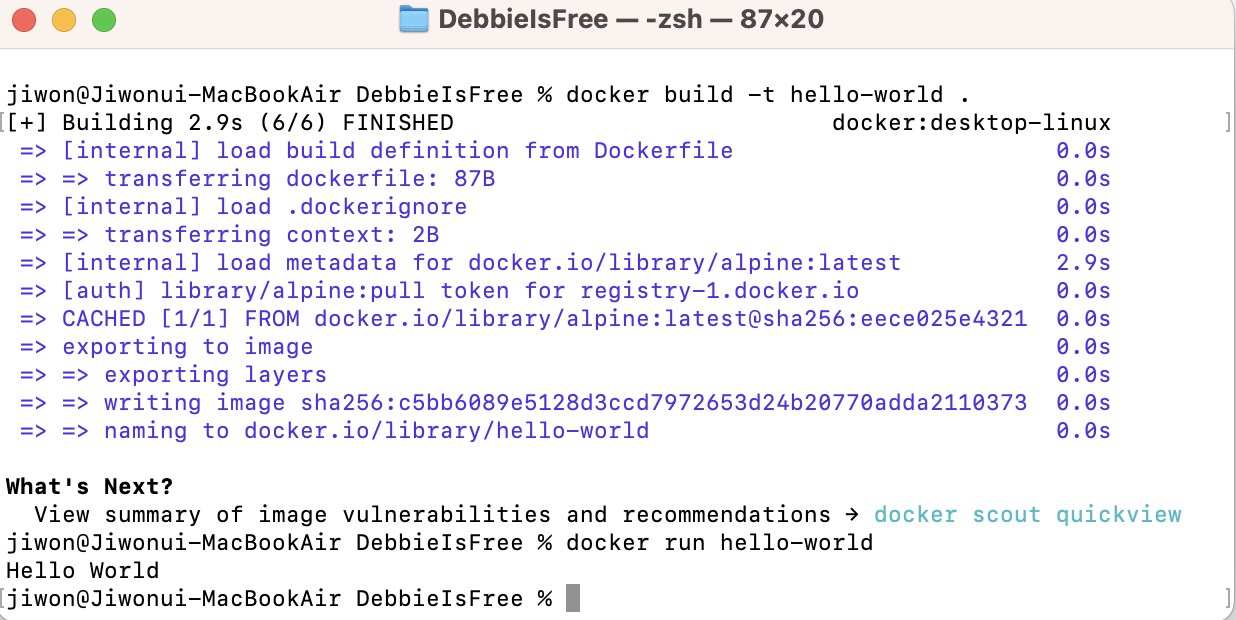 DebbieIsFree — -zsh — 87×20
jiwon@Jiwonui-MacBookAir DebbieIsFree % docker build -t hello-world .
[+] Building 2.9s (6/6) FINISHED docker:desktop-linux
=> [internal] load build definition from Dockerfile 0.0s
=> => transferring dockerfile: 87B 0.0s
=> [internal] load .dockerignore 0.0s
=> => transferring context: 2B 0.0s
=> [internal] load metadata for docker.io/library/alpine:latest 2.9s
=> [auth] library/alpine:pull token for registry-1.docker.io 0.0s
=> CACHED [1/1] FROM docker.io/library/alpine:latest@sha256:eece025e4321 0.0s
=> exporting to image 0.0s
=> => exporting layers 0.0s
=> => writing image sha256:c5bb6089e5128d3ccd7972653d24b20770adda2110373 0.0s
=> => naming to docker.io/library/hello-world 0.0s
What's Next?
View summary of image vulnerabilities and recommendations → docker scout quickview
jiwon@Jiwonui-MacBookAir DebbieIsFree % docker run hello-world
Hello World
jiwon@Jiwonui-MacBookAir DebbieIsFree %